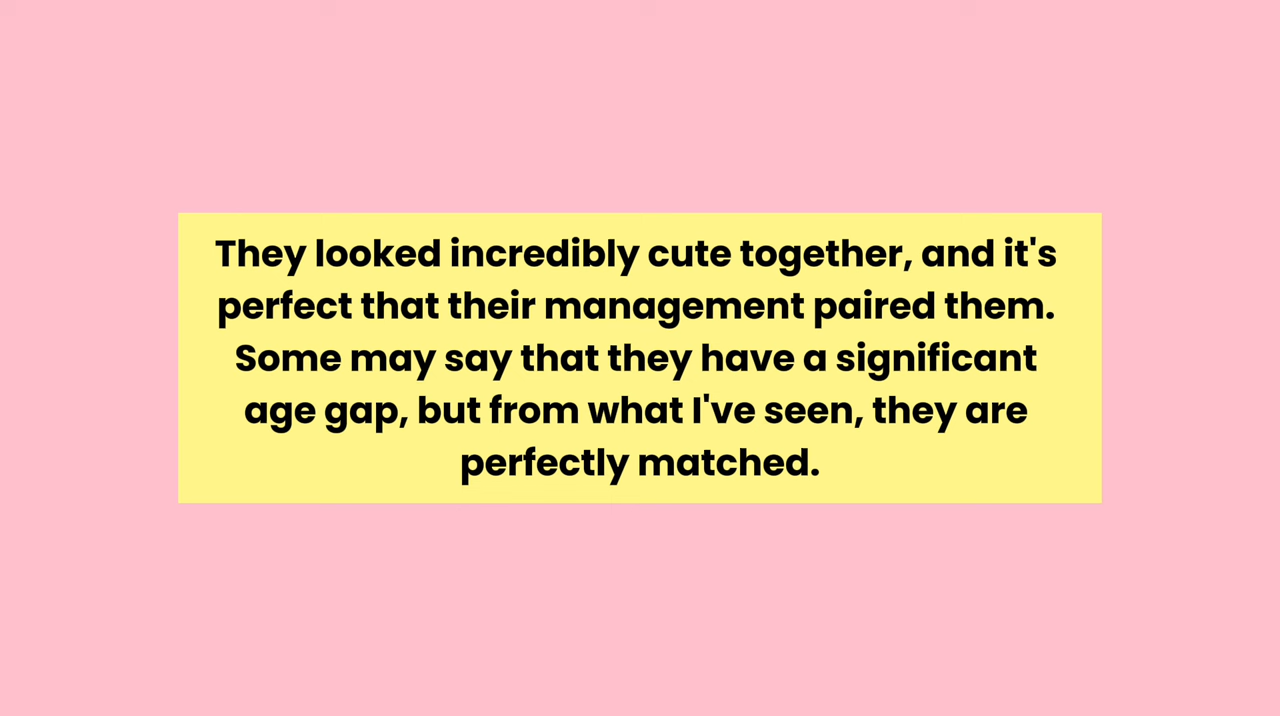 They looked incredibly cute together, and it's
perfect that their management paired them.
Some may say that they have a significant
age gap, but from what I've seen, they are
perfectly matched.